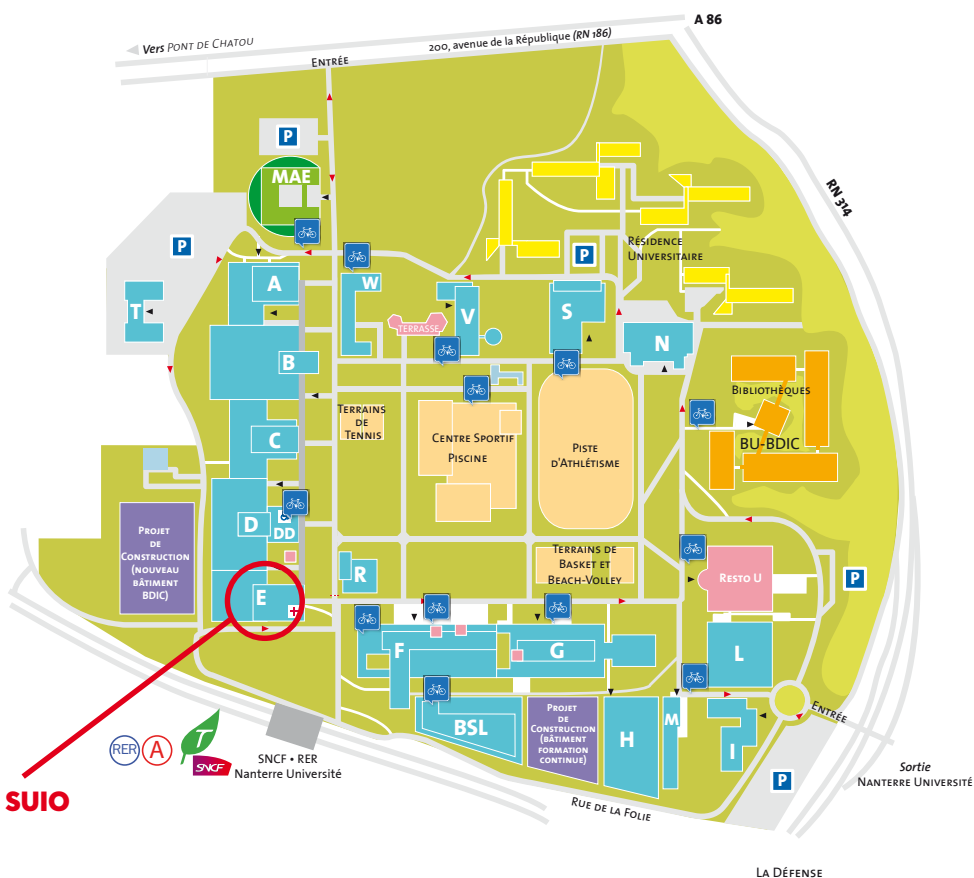 A 86
Vers PONT DE CHATOU
200, avenue de la République (RN 186)
ENTRÉE
P
MAE
RN 314
P
RÉSIDENCE
UNIVERSITAIRE
P
A
W
T
V
S
TERRASSE
N
B
BIBLIOTHÈQUES
TERRAINS
DE
TENNIS
C
CENTRE SPORTIF
PISCINE
PISTE
D'ATHLÉTISME
BU-BDIC
D
DD
PROJET
DE
CONSTRUCTION
(NOUVEAU
BÂTIMENT
BDIC)
TERRAINS DE
BASKET ET
BEACH-VOLLEY
R
RESTO U
P
E
F
G
L
BSL
PROJET
DE
CONSTRUCTION
(BÂTIMENT
FORMATION
CONTINUE)
H
M
I
ENTRÉE
RER
A
T
SNCF
SNCF • RER
Nanterre Université
Sortie
NANTERRE UNIVERSITÉ
P
SUIO
RUE DE LA FOLIE
LA DÉFENSE